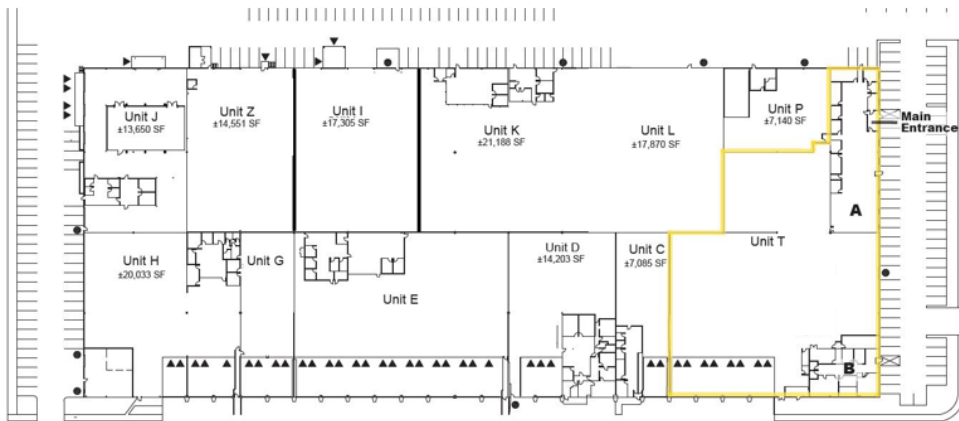 Unit J
±13,650 SF
Unit Z
±14,551 SF
Unit I
±17,305 SF
Unit K
±21,188 SF
Unit L
±17,870 SF
Unit P
±7,140 SF
Main
Entrance
A
Unit H
±20,033 SF
Unit G
Unit E
Unit D
±14,203 SF
Unit C
±7,085 SF
Unit T
B